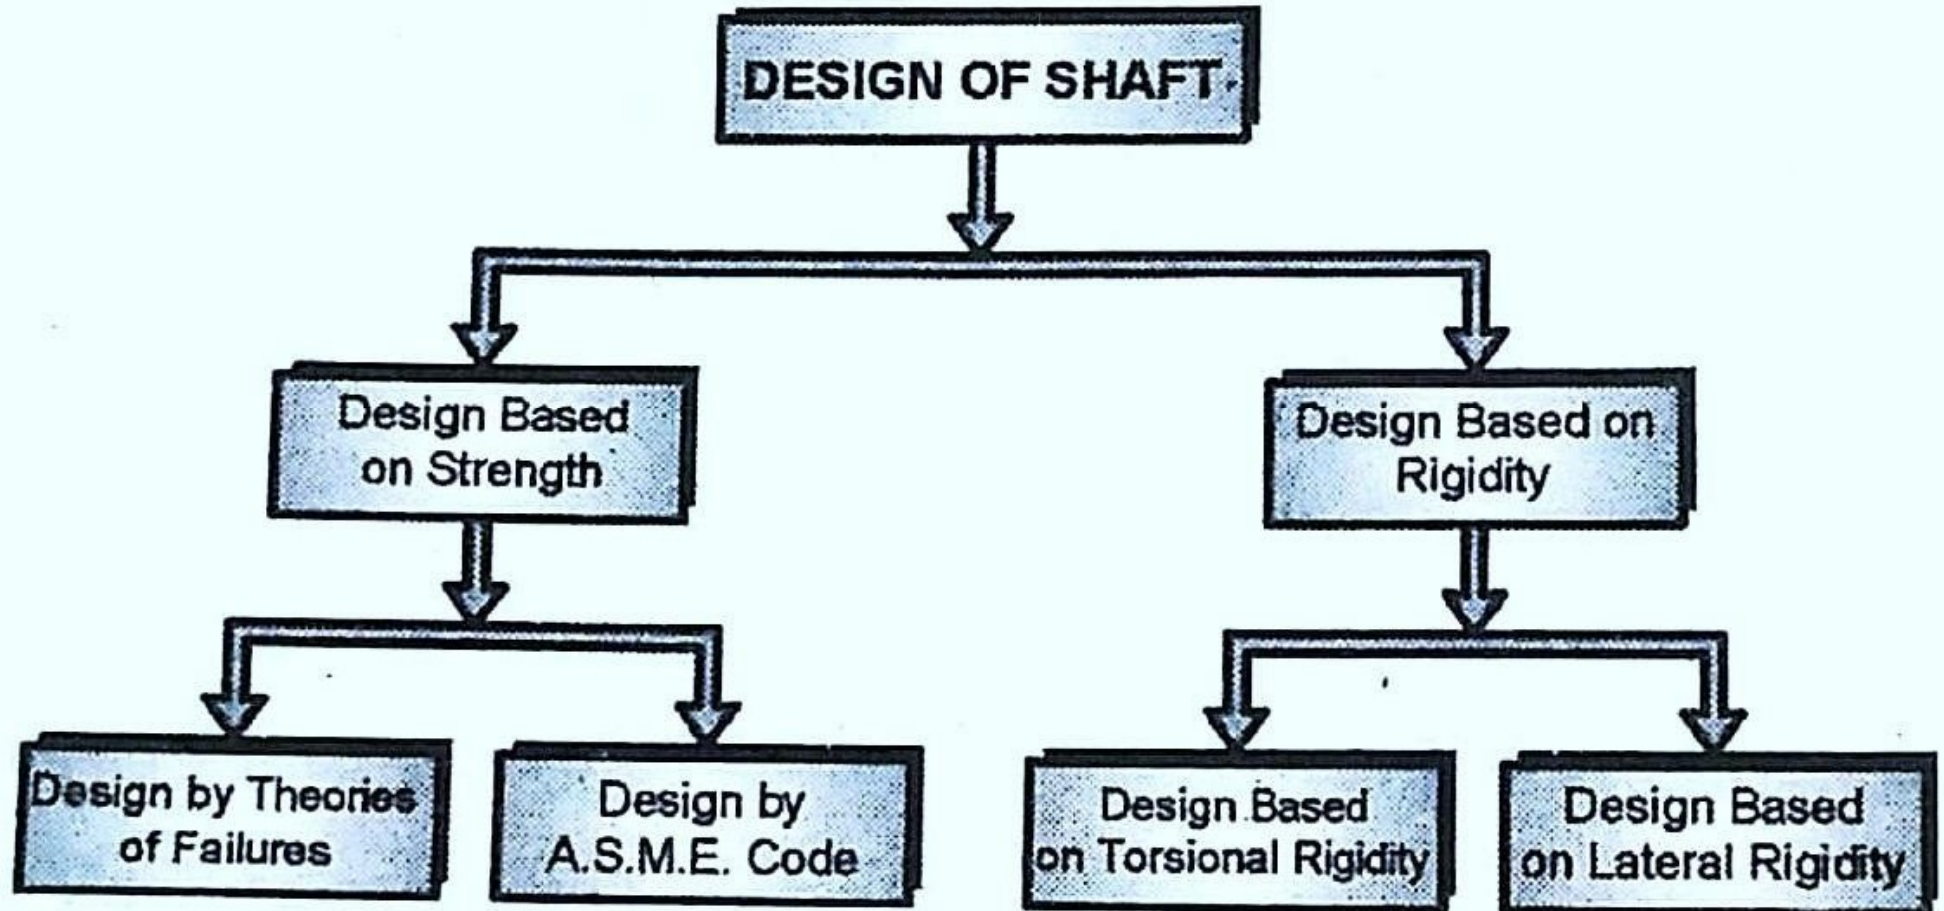 DESIGN OF SHAFT
Design Based
on Strength
Design Based on
Rigidity
Design by Theories
of Failures
Design by
A.S.M.E. Code
Design Based
on Torsional Rigidity
Design Based
on Lateral Rigidity